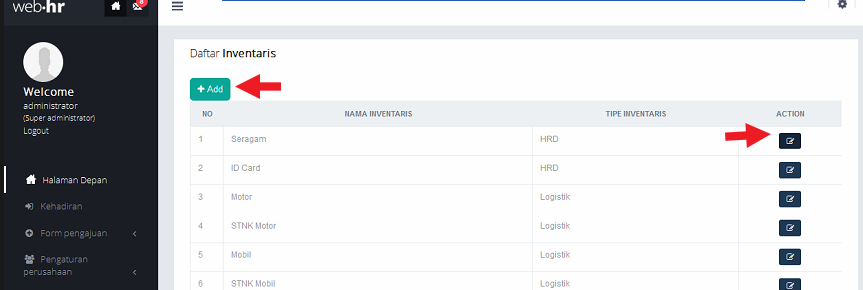 web·hr
8
Welcome
administrator
(Super administrator)
Logout
Halaman Depan
Kehadiran
Form pengajuan
Pengaturan
perusahaan
Daftar Inventaris
+ Add
NO NAMA INVENTARIS TIPE INVENTARIS ACTION
1 Seragam HRD
2 ID Card HRD
3 Motor Logistik
4 STNK Motor Logistik
5 Mobil Logistik
6 STNK Mobil Logistik